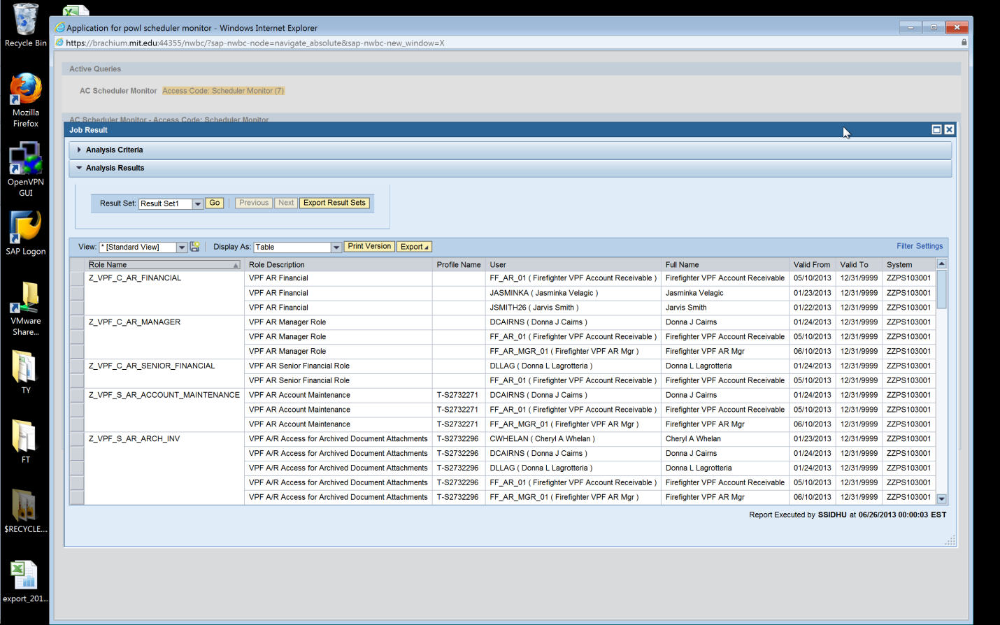 Application for powl scheduler monitor - Windows Internet Explorer
https://brachium.mit.edu:44355/nwbc/?sap-nwbc-node=navigate_absolute&sap-nwbc-new_window=X
Recycle Bin
Mozilla
Firefox
OpenVPN
GUI
SAP Logon
VMware
Share...
TY
FT
$RECYCLE....
export_201...
Active Queries
AC Scheduler Monitor Access Code: Scheduler Monitor (7)
AC Scheduler Monitor - Access Code: Scheduler Monitor
Job Result
Analysis Criteria
Analysis Results
Result Set: Result Set1 Go Previous Next Export Result Sets
View: * [Standard View] Display As: Table Print Version Export Filter Settings
Role Name Role Description Profile Name User Full Name Valid From Valid To System
Z_VPF_C_AR_FINANCIAL VPF AR Financial FF_AR_01 ( Firefighter VPF Account Receivable ) Firefighter VPF Account Receivable 05/10/2013 12/31/9999 ZZPS103001
VPF AR Financial JASMINKA ( Jasminka Velagic ) Jasminka Velagic 01/23/2013 12/31/9999 ZZPS103001
VPF AR Financial JSMITH26 ( Jarvis Smith ) Jarvis Smith 01/22/2013 12/31/9999 ZZPS103001
Z_VPF_C_AR_MANAGER VPF AR Manager Role DCAIRNS ( Donna J Cairns ) Donna J Cairns 01/24/2013 12/31/9999 ZZPS103001
VPF AR Manager Role FF_AR_01 ( Firefighter VPF Account Receivable ) Firefighter VPF Account Receivable 05/10/2013 12/31/9999 ZZPS103001
VPF AR Manager Role FF_AR_MGR_01 ( Firefighter VPF AR Mgr ) Firefighter VPF AR Mgr 06/10/2013 12/31/9999 ZZPS103001
Z_VPF_C_AR_SENIOR_FINANCIAL VPF AR Senior Financial Role DLLAG ( Donna L Lagrotteria ) Donna L Lagrotteria 01/24/2013 12/31/9999 ZZPS103001
VPF AR Senior Financial Role FF_AR_01 ( Firefighter VPF Account Receivable ) Firefighter VPF Account Receivable 05/10/2013 12/31/9999 ZZPS103001
Z_VPF_S_AR_ACCOUNT_MAINTENANCE VPF AR Account Maintenance T-S2732271 DCAIRNS ( Donna J Cairns ) Donna J Cairns 01/24/2013 12/31/9999 ZZPS103001
VPF AR Account Maintenance T-S2732271 FF_AR_01 ( Firefighter VPF Account Receivable ) Firefighter VPF Account Receivable 05/10/2013 12/31/9999 ZZPS103001
VPF AR Account Maintenance T-S2732271 FF_AR_MGR_01 ( Firefighter VPF AR Mgr ) Firefighter VPF AR Mgr 06/10/2013 12/31/9999 ZZPS103001
Z_VPF_S_AR_ARCH_INV VPF A/R Access for Archived Document Attachments T-S2732296 CWHELAN ( Cheryl A Whelan ) Cheryl A Whelan 01/23/2013 12/31/9999 ZZPS103001
VPF A/R Access for Archived Document Attachments T-S2732296 DCAIRNS ( Donna J Cairns ) Donna J Cairns 01/24/2013 12/31/9999 ZZPS103001
VPF A/R Access for Archived Document Attachments T-S2732296 DLLAG ( Donna L Lagrotteria ) Donna L Lagrotteria 01/24/2013 12/31/9999 ZZPS103001
VPF A/R Access for Archived Document Attachments T-S2732296 FF_AR_01 ( Firefighter VPF Account Receivable ) Firefighter VPF Account Receivable 05/10/2013 12/31/9999 ZZPS103001
VPF A/R Access for Archived Document Attachments T-S2732296 FF_AR_MGR_01 ( Firefighter VPF AR Mgr ) Firefighter VPF AR Mgr 06/10/2013 12/31/9999 ZZPS103001
Report Executed by SSIDHU at 06/26/2013 00:00:03 EST